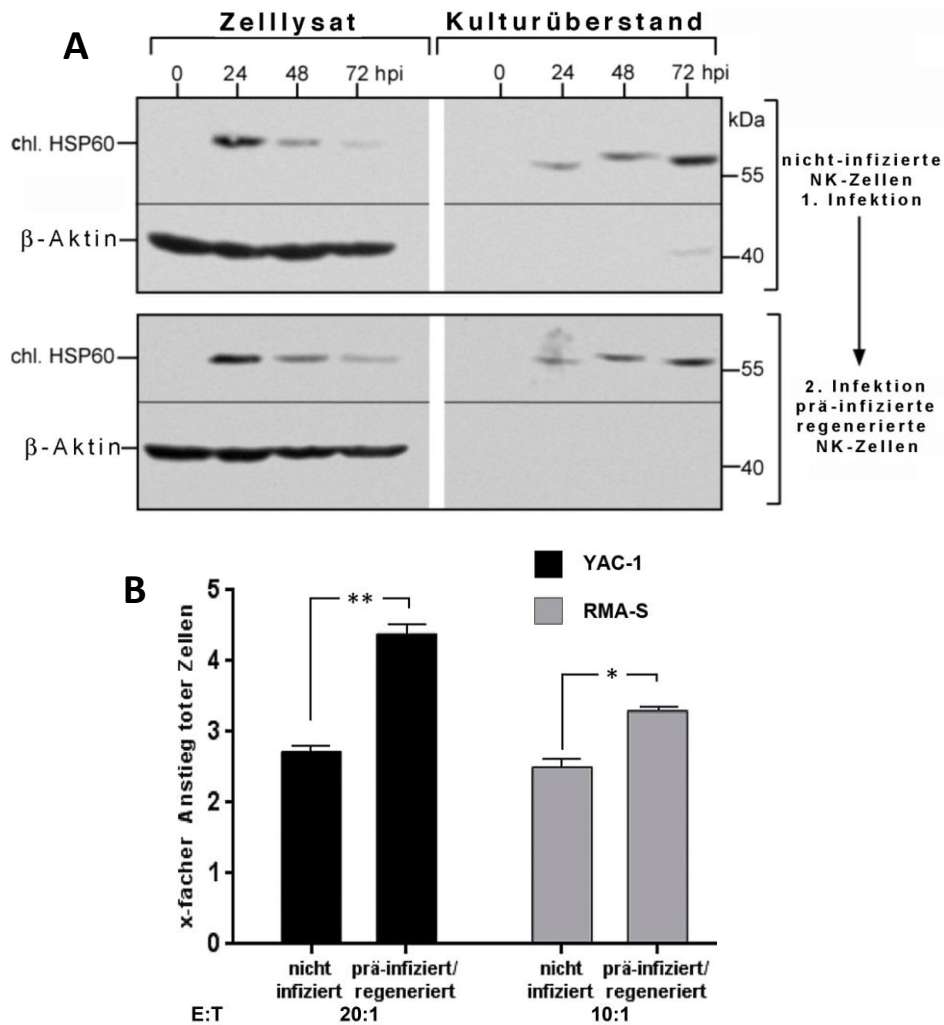 A
Zelllysat
Kulturüberstand
0 24 48 72 hpi
0 24 48 72 hpi
chl. HSP60
β-Aktin
kDa
55
40
nicht-infizierte
NK-Zellen
1. Infektion
chl. HSP60
β-Aktin
55
40
2. Infektion
prä-infizierte
regenerierte
NK-Zellen
B
YAC-1
RMA-S
x-facher Anstieg toter Zellen
5
4
3
2
1
0
**
*
nicht
infiziert
prä-infiziert/
regeneriert
nicht
infiziert
prä-infiziert/
regeneriert
E:T 20:1 10:1